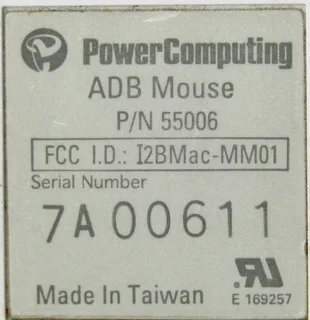 PowerComputing
ADB Mouse
P/N 55006
FCC I.D.: I2BMac-MM01
Serial Number
7A00611
Made In Taiwan
E 169257